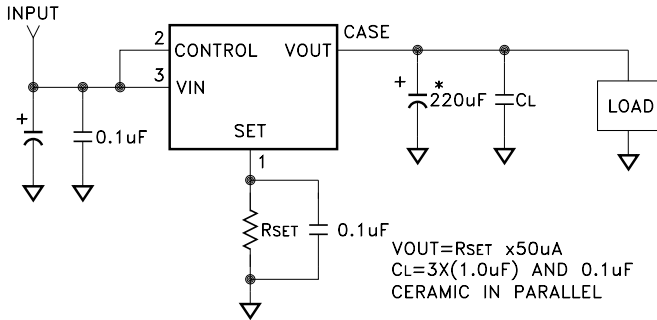 INPUT
CASE
2
CONTROL
VOUT
3
VIN
SET
1
+
0.1uF
+
*
220uF
CL
LOAD
RSET
0.1uF
VOUT=RSET x50uA
CL=3X(1.0uF) AND 0.1uF
CERAMIC IN PARALLEL